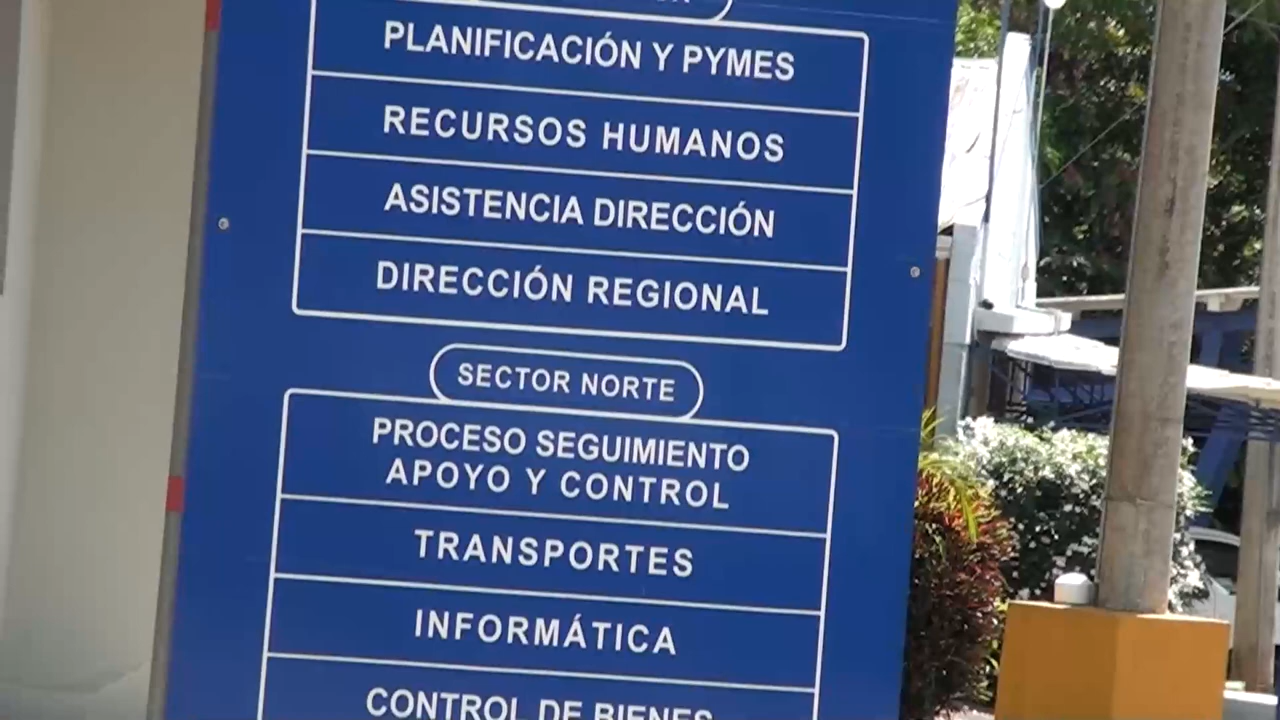 PLANIFICACIÓN Y PYMES
RECURSOS HUMANOS
ASISTENCIA DIRECCIÓN
DIRECCIÓN REGIONAL
SECTOR NORTE
PROCESO SEGUIMIENTO
APOYO Y CONTROL
TRANSPORTES
INFORMÁTICA
CONTROL DE BIENES